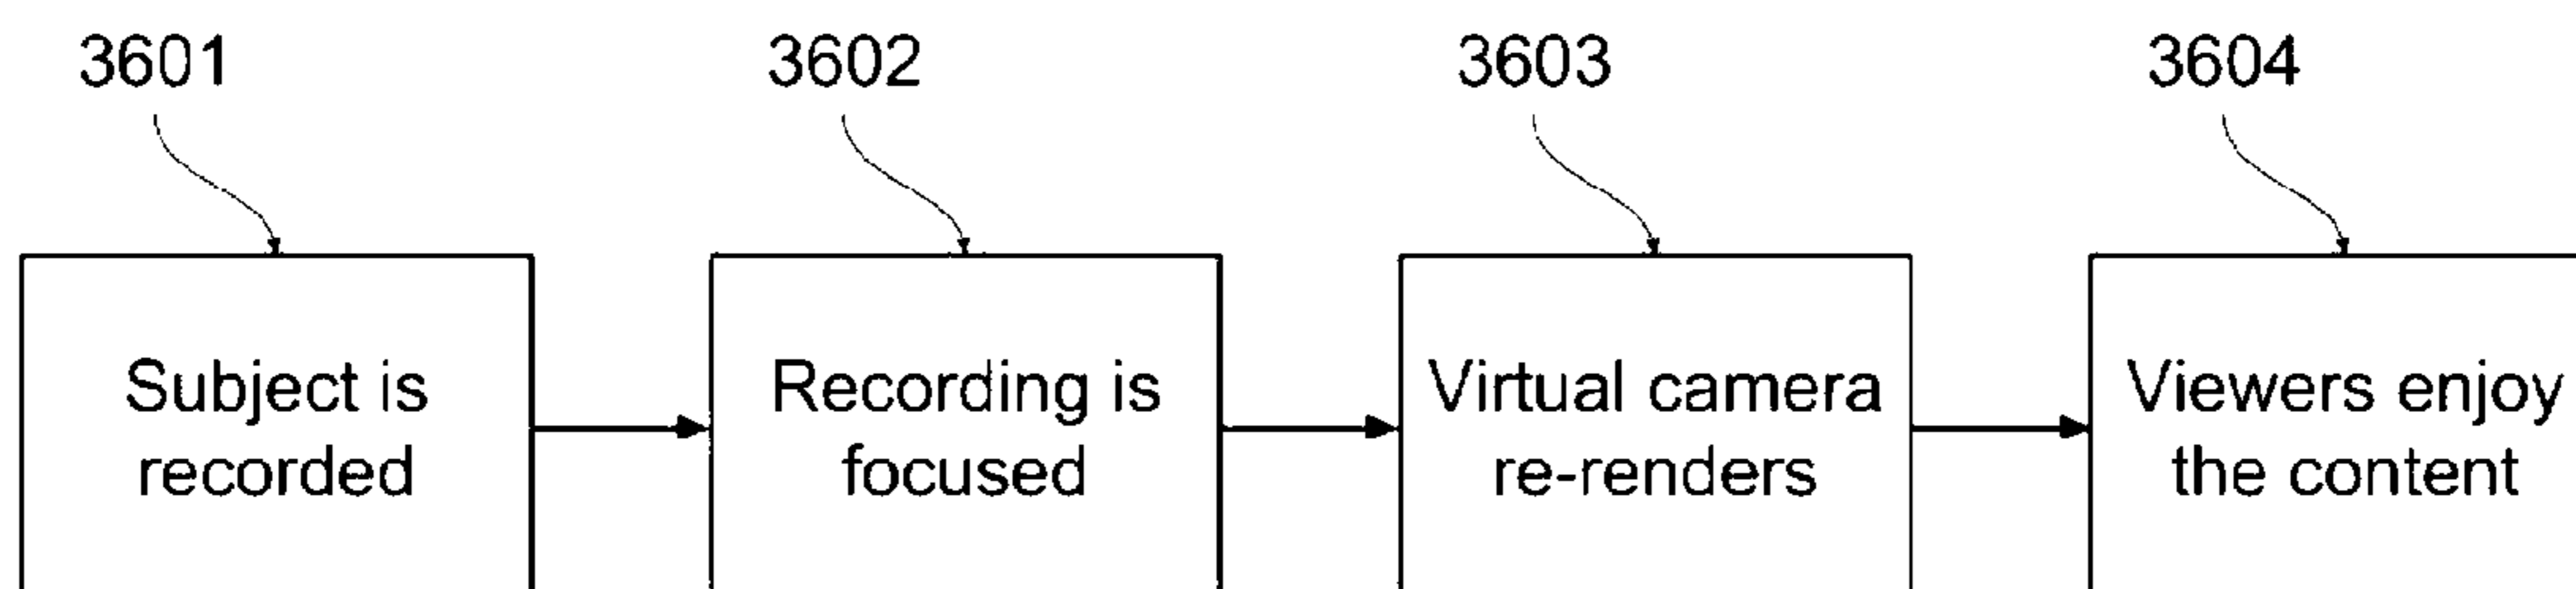 3601
3602
3603
3604
Subject is
recorded
Recording is
focused
Virtual camera
re-renders
Viewers enjoy
the content